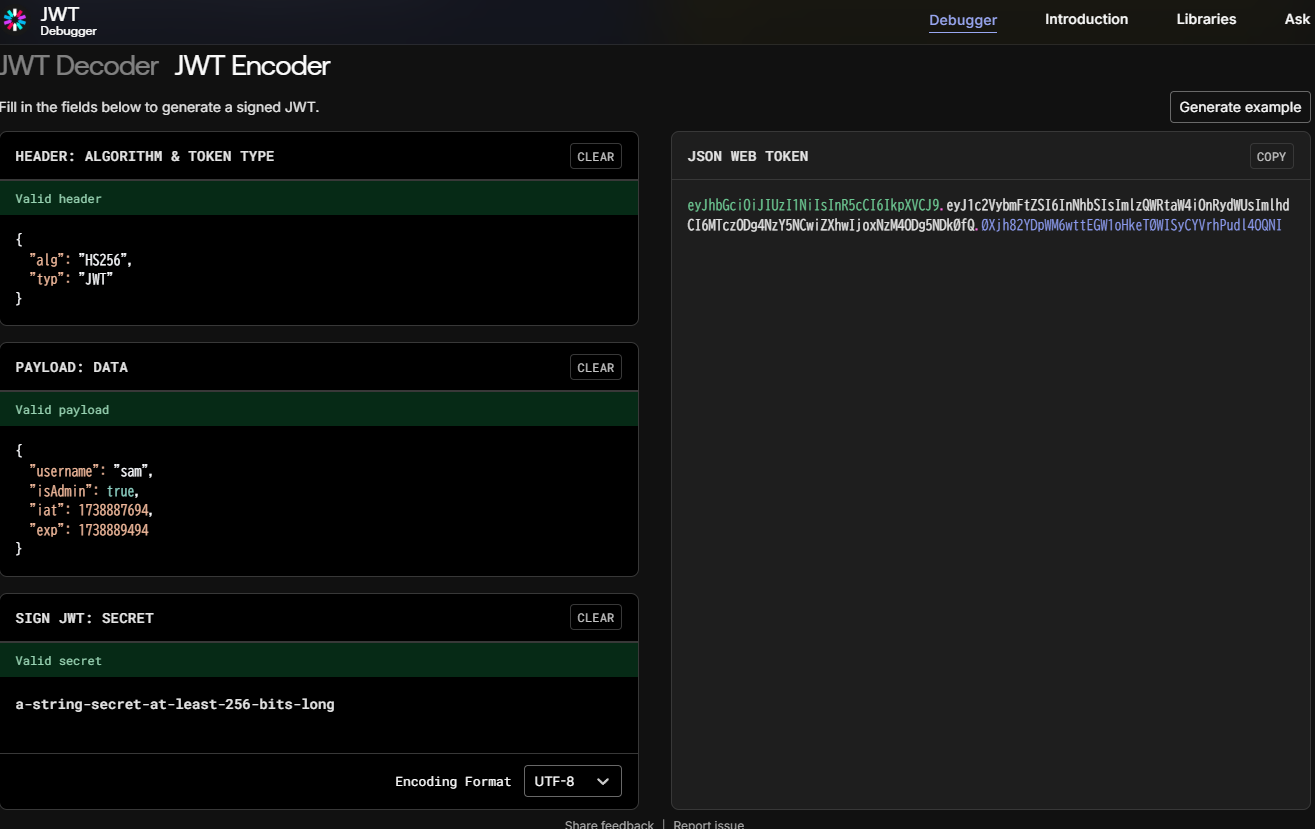 JWT
Debugger
Debugger
Introduction
Libraries
Ask
JWT Decoder JWT Encoder
Fill in the fields below to generate a signed JWT.
Generate example
HEADER: ALGORITHM & TOKEN TYPE
CLEAR
Valid header
{
"alg": "HS256",
"typ": "JWT"
}
PAYLOAD: DATA
CLEAR
Valid payload
{
"username": "sam",
"isAdmin": true,
"iat": 1738887694,
"exp": 1738889494
}
SIGN JWT: SECRET
CLEAR
Valid secret
a-string-secret-at-least-256-bits-long
Encoding Format
UTF-8
JSON WEB TOKEN
COPY
eyJhbGciOiJIUzI1NiIsInR5cCI6IkpXVCJ9.eyJ1c2VybmFtZSI6InNhbSIsImlzQWRtaW4iOnRydWUsImlhd
CI6MTczODg4NzY5NCwiZXhwIjoxNzM4ODg5NDk0fQ.0Xjh82YDpWM6wttEGW1oHkeT0WISyCYVrhPudl4OQNI
Share feedback | Report issue